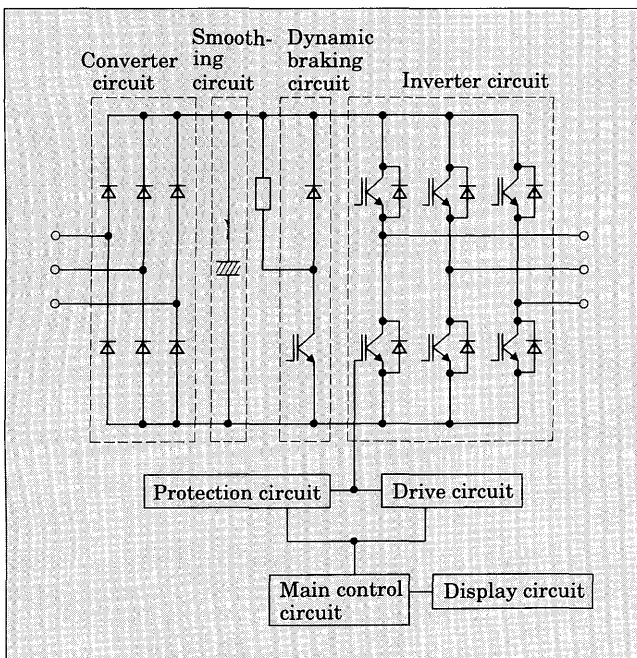 Converter
circuit
Smooth-
ing
circuit
Dynamic
braking
circuit
Inverter circuit
Protection circuit
Drive circuit
Main control
circuit
Display circuit